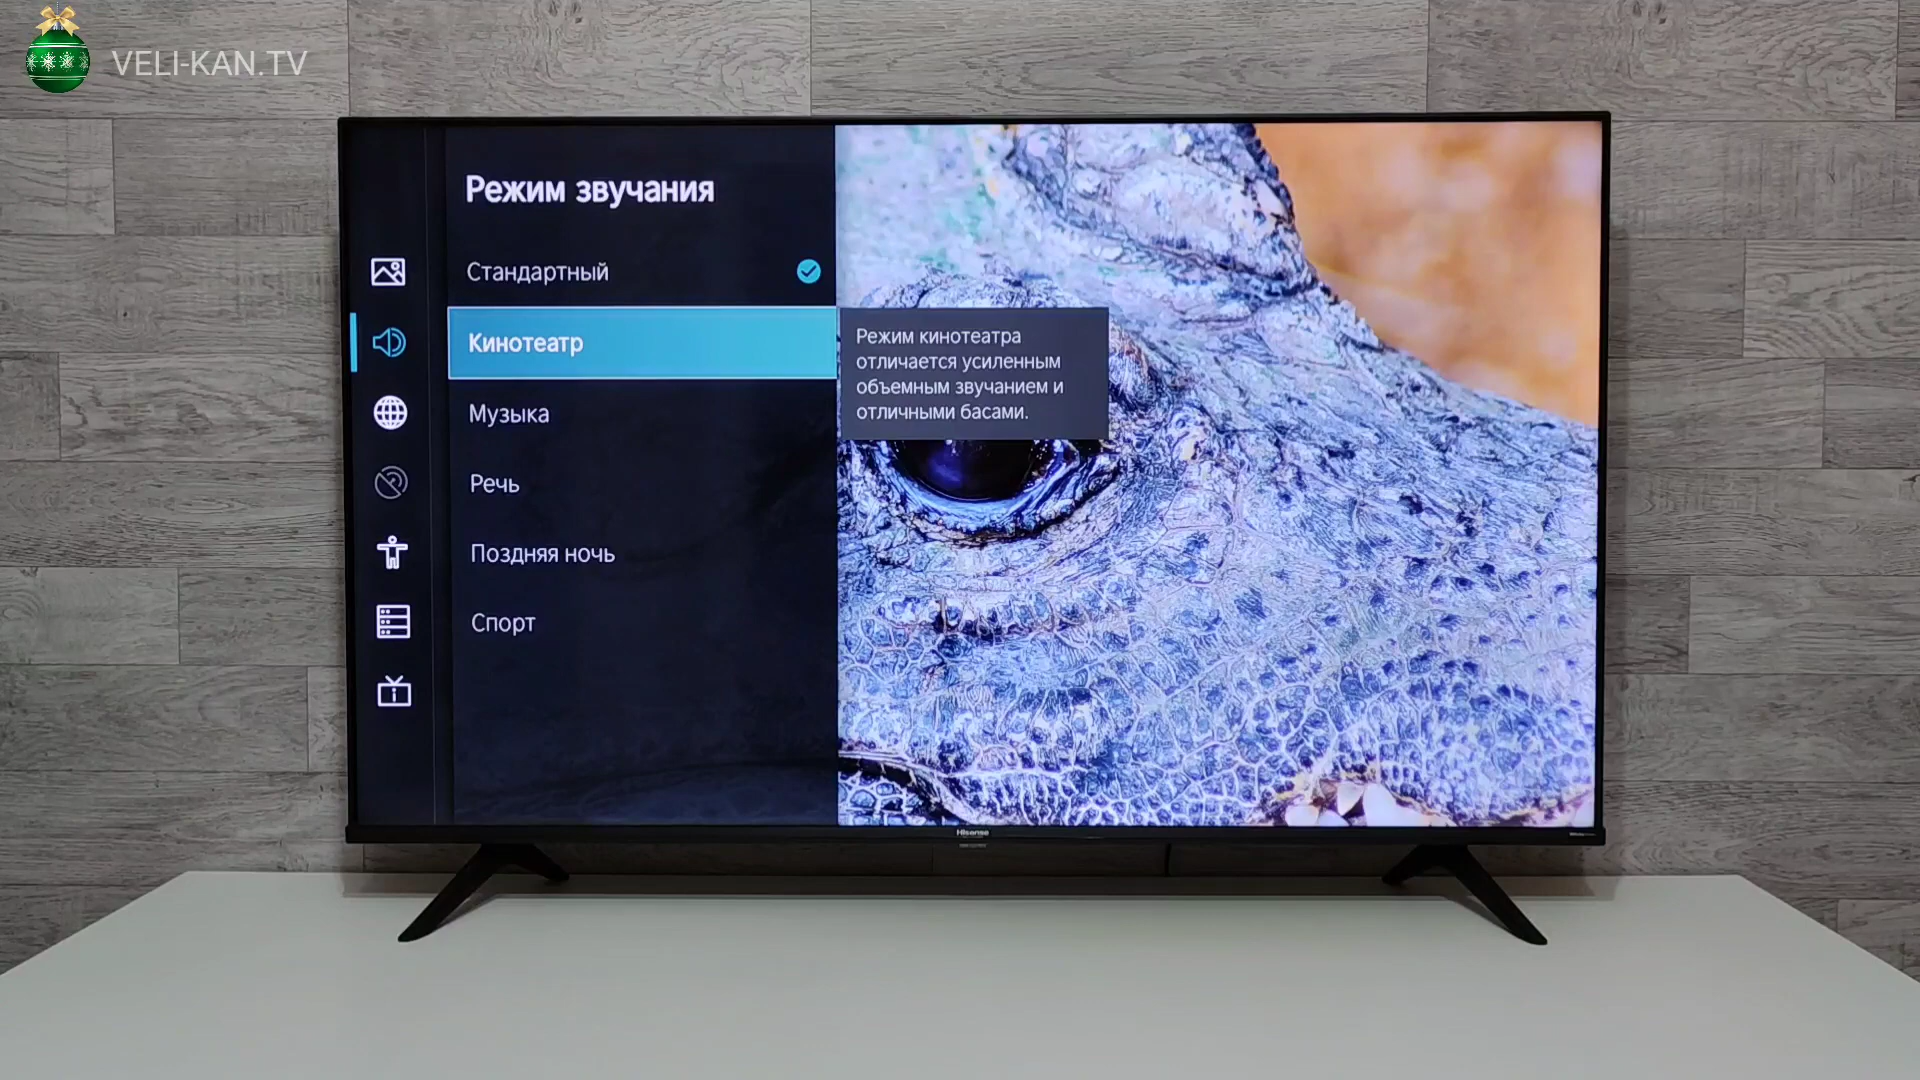 VELI-KAN.TV
Режим звучания
Стандартный
Кинотеатр
Режим кинотеатра
отличается усиленным
объемным звучанием и
отличными басами.
Музыка
Речь
Поздняя ночь
Спорт
Hisense